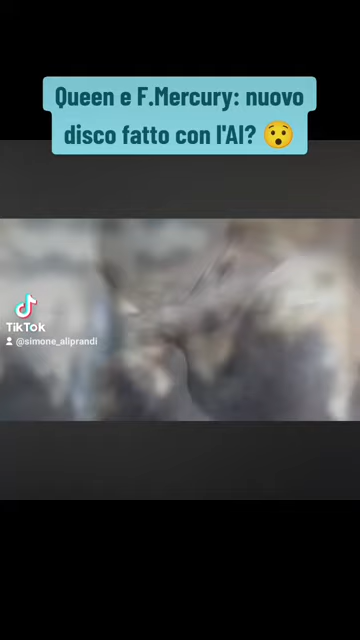 Queen e F.Mercury: nuovo
disco fatto con l'AI? 😯
TikTok
@simone_aliprandi